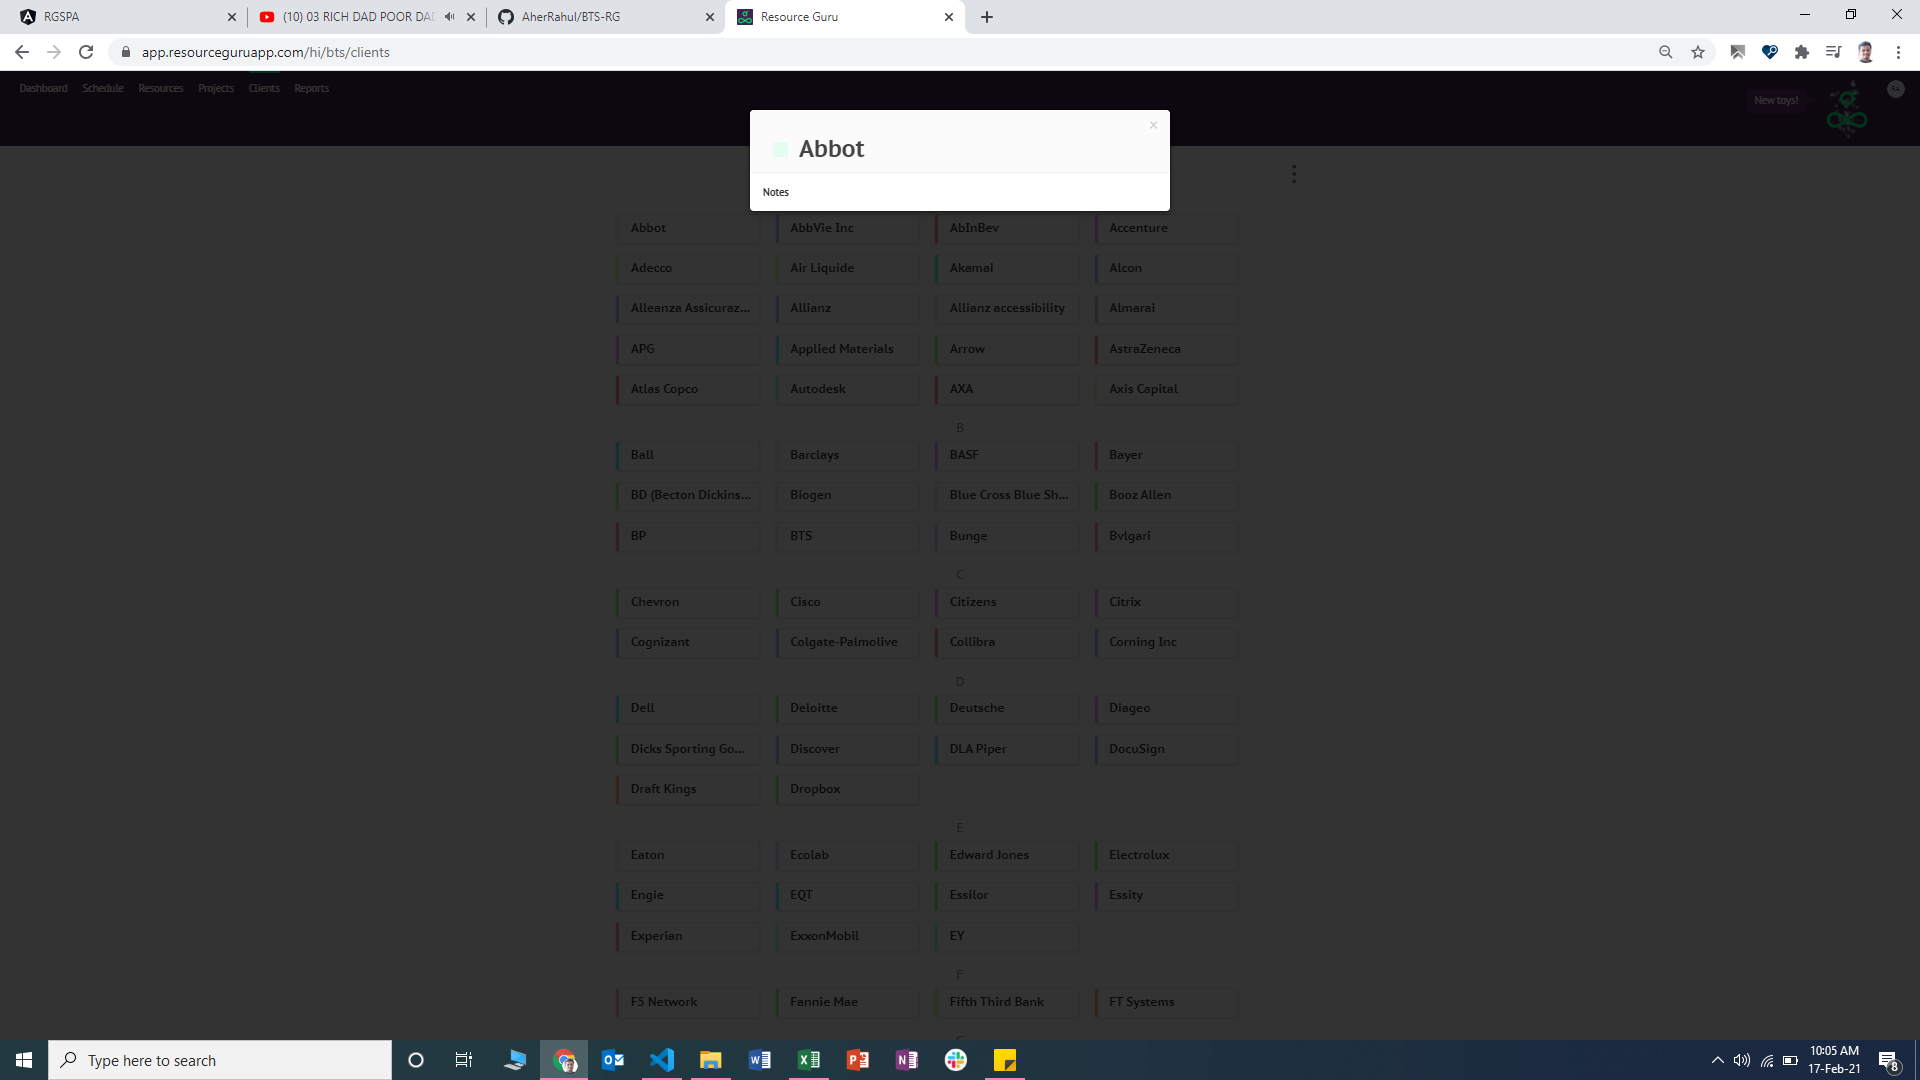 RGSPA
(10) 03 RICH DAD POOR DAD
AherRahul/BTS-RG
Resource Guru
app.resourceguruapp.com/hi/bts/clients
Dashboard Schedule Resources Projects Clients Reports
New toys!
Abbot
Notes
Abbot AbbVie Inc AbInBev Accenture
Adecco Air Liquide Akamai Alcon
Alleanza Assicuraz... Allianz Allianz accessibility Almarai
APG Applied Materials Arrow AstraZeneca
Atlas Copco Autodesk AXA Axis Capital
B
Ball Barclays BASF Bayer
BD (Becton Dickins... Biogen Blue Cross Blue Sh... Booz Allen
BP BTS Bunge Bvlgari
C
Chevron Cisco Citizens Citrix
Cognizant Colgate-Palmolive Collibra Corning Inc
D
Dell Deloitte Deutsche Diageo
Dicks Sporting Go... Discover DLA Piper DocuSign
Draft Kings Dropbox
E
Eaton Ecolab Edward Jones Electrolux
Engie EQT Essilor Essity
Experian ExxonMobil EY
F
F5 Network Fannie Mae Fifth Third Bank FT Systems
Type here to search
10:05 AM
17-Feb-21
8